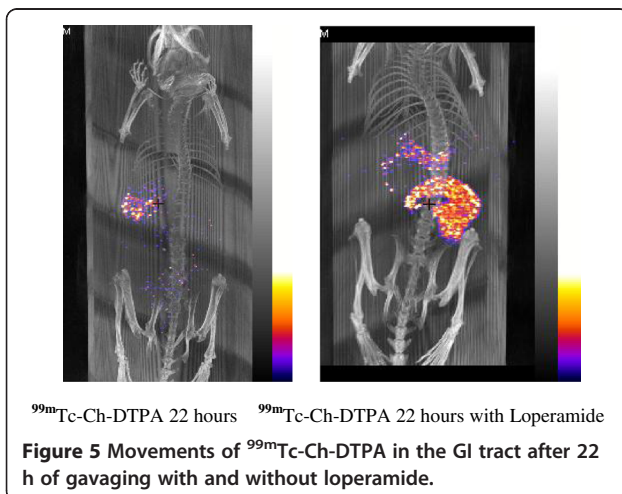 M
M
99mTc-Ch-DTPA 22 hours 99mTc-Ch-DTPA 22 hours with Loperamide
Figure 5 Movements of 99mTc-Ch-DTPA in the GI tract after 22
h of gavaging with and without loperamide.